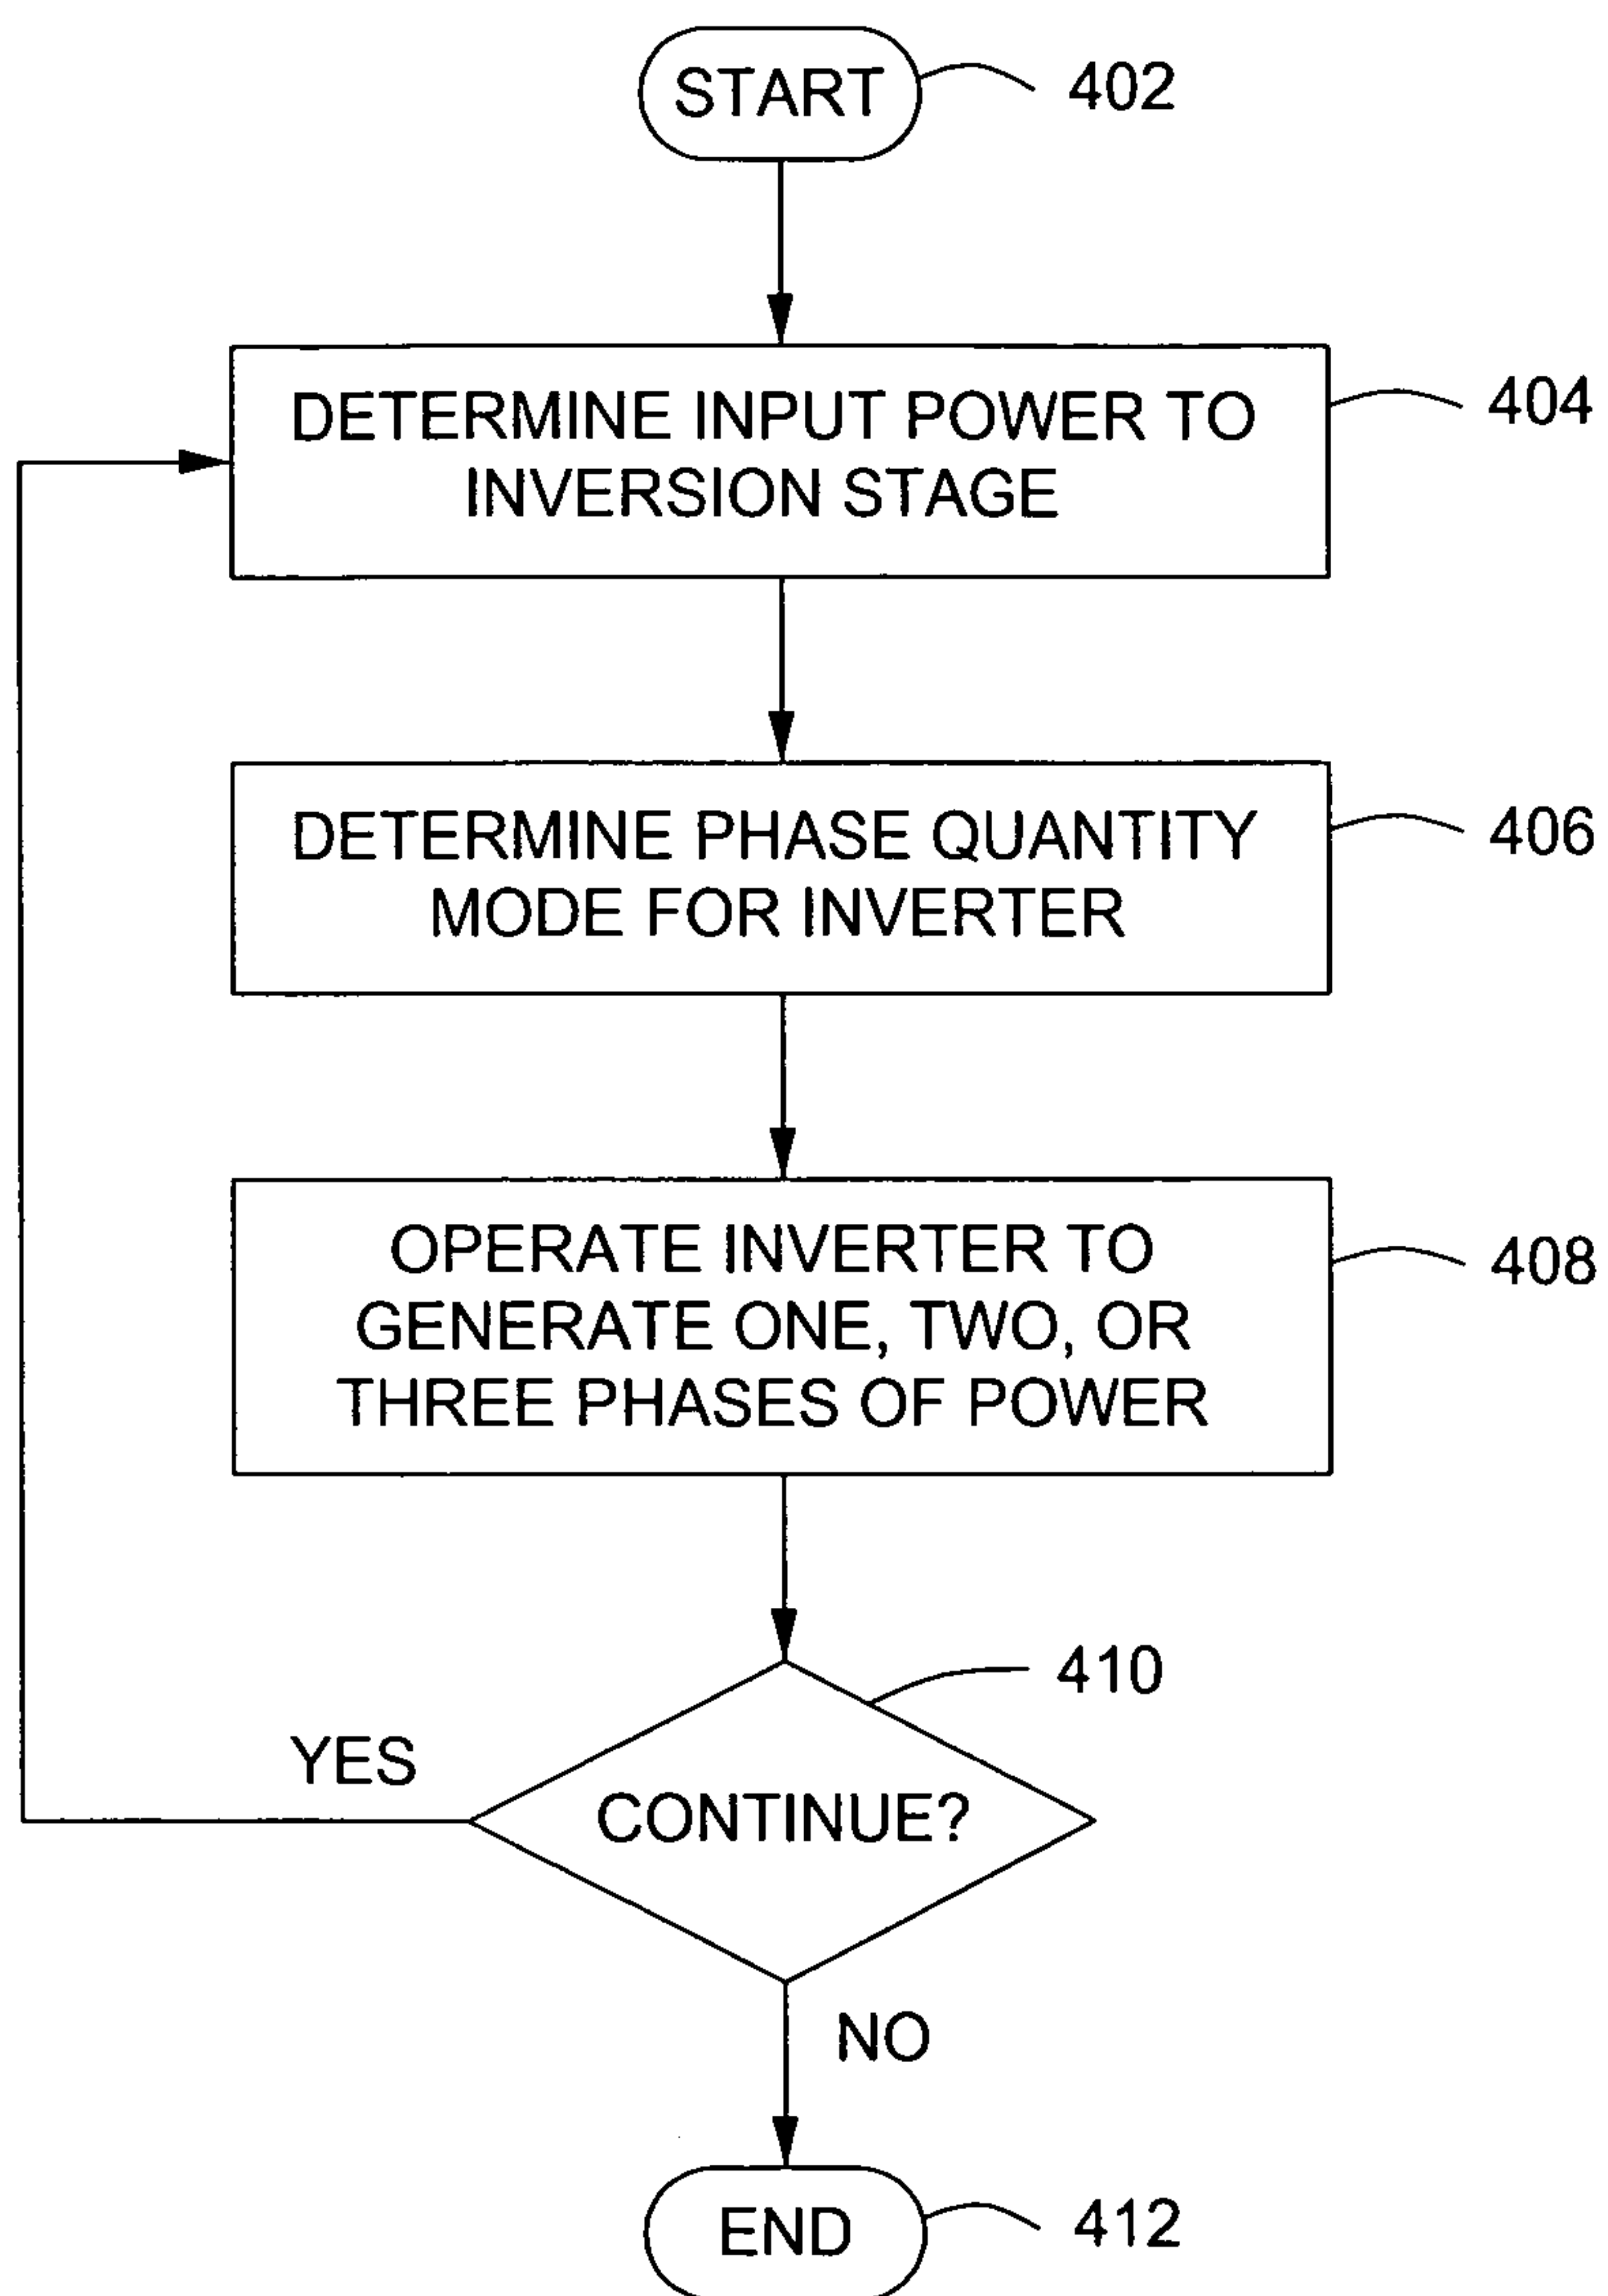 START
402
DETERMINE INPUT POWER TO
INVERSION STAGE
404
DETERMINE PHASE QUANTITY
MODE FOR INVERTER
406
OPERATE INVERTER TO
GENERATE ONE, TWO, OR
THREE PHASES OF POWER
408
410
YES
CONTINUE?
NO
END
412